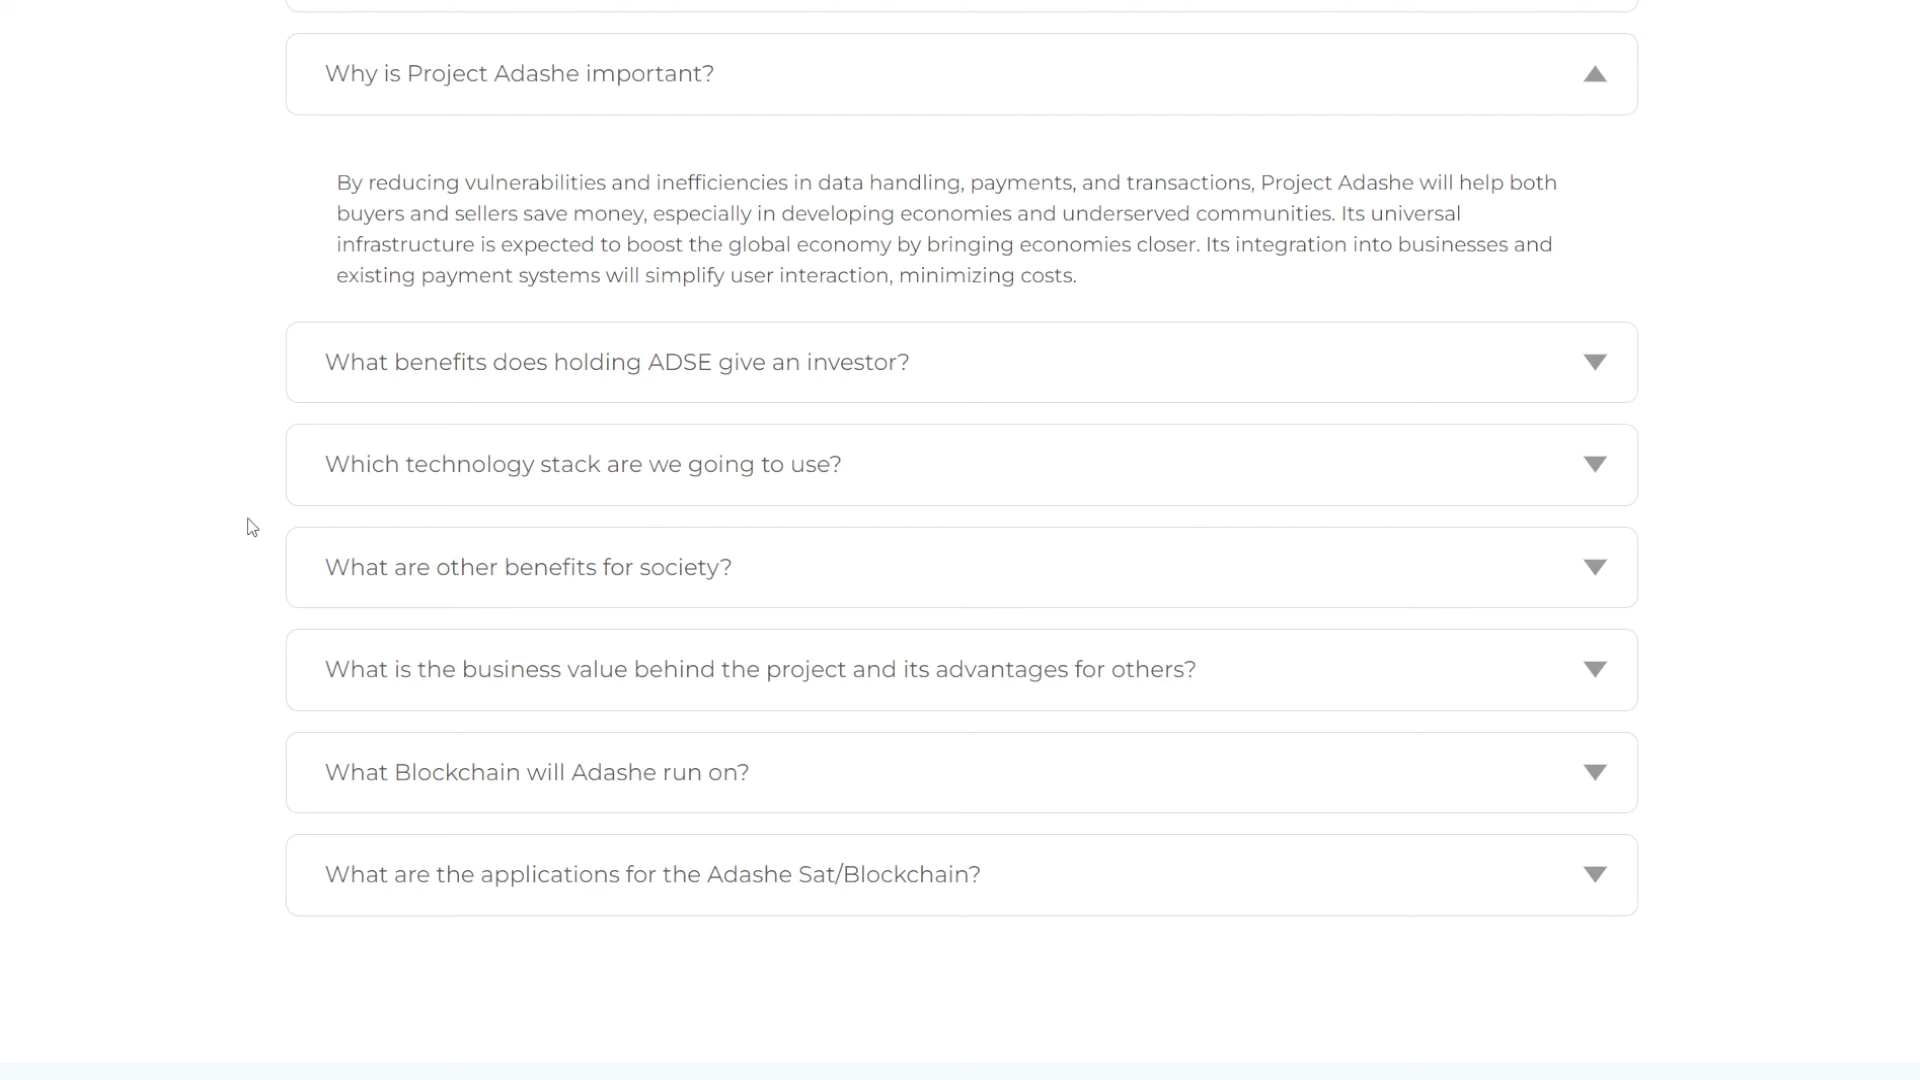 Why is Project Adashe important?
By reducing vulnerabilities and inefficiencies in data handling, payments, and transactions, Project Adashe will help both
buyers and sellers save money, especially in developing economies and underserved communities. Its universal
infrastructure is expected to boost the global economy by bringing economies closer. Its integration into businesses and
existing payment systems will simplify user interaction, minimizing costs.
What benefits does holding ADSE give an investor?
Which technology stack are we going to use?
What are other benefits for society?
What is the business value behind the project and its advantages for others?
What Blockchain will Adashe run on?
What are the applications for the Adashe Sat/Blockchain?